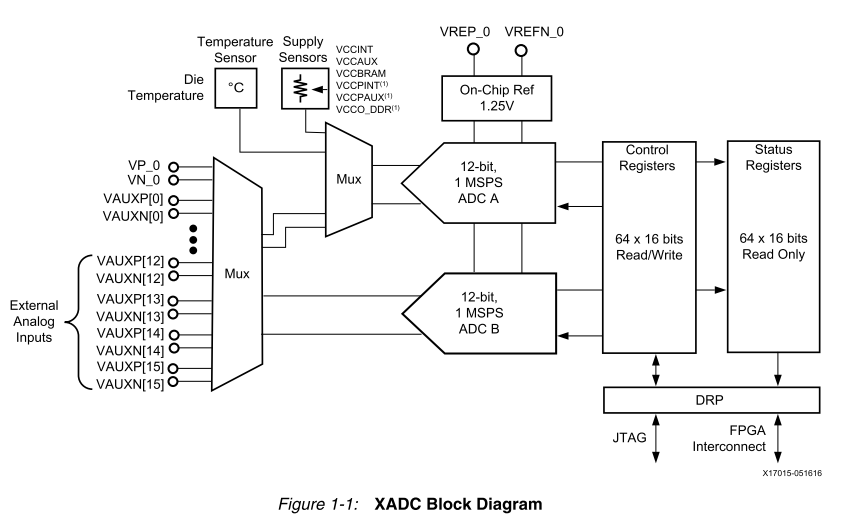 VREP_0 VREFN_0
Temperature
Sensor
Supply
Sensors
VCCINT
VCCAUX
VCCBRAM
VCCPINT(1)
VCCPAUX(1)
VCCO_DDR(1)
Die
Temperature
°C
On-Chip Ref
1.25V
VP_0
VN_0
VAUXP[0]
VAUXN[0]
VAUXP[12]
VAUXN[12]
VAUXP[13]
VAUXN[13]
VAUXP[14]
VAUXN[14]
VAUXP[15]
VAUXN[15]
External
Analog
Inputs
Mux
Mux
12-bit,
1 MSPS
ADC A
12-bit,
1 MSPS
ADC B
Control
Registers
64 x 16 bits
Read/Write
Status
Registers
64 x 16 bits
Read Only
DRP
JTAG
FPGA
Interconnect
X17015-051616
Figure 1-1: XADC Block Diagram